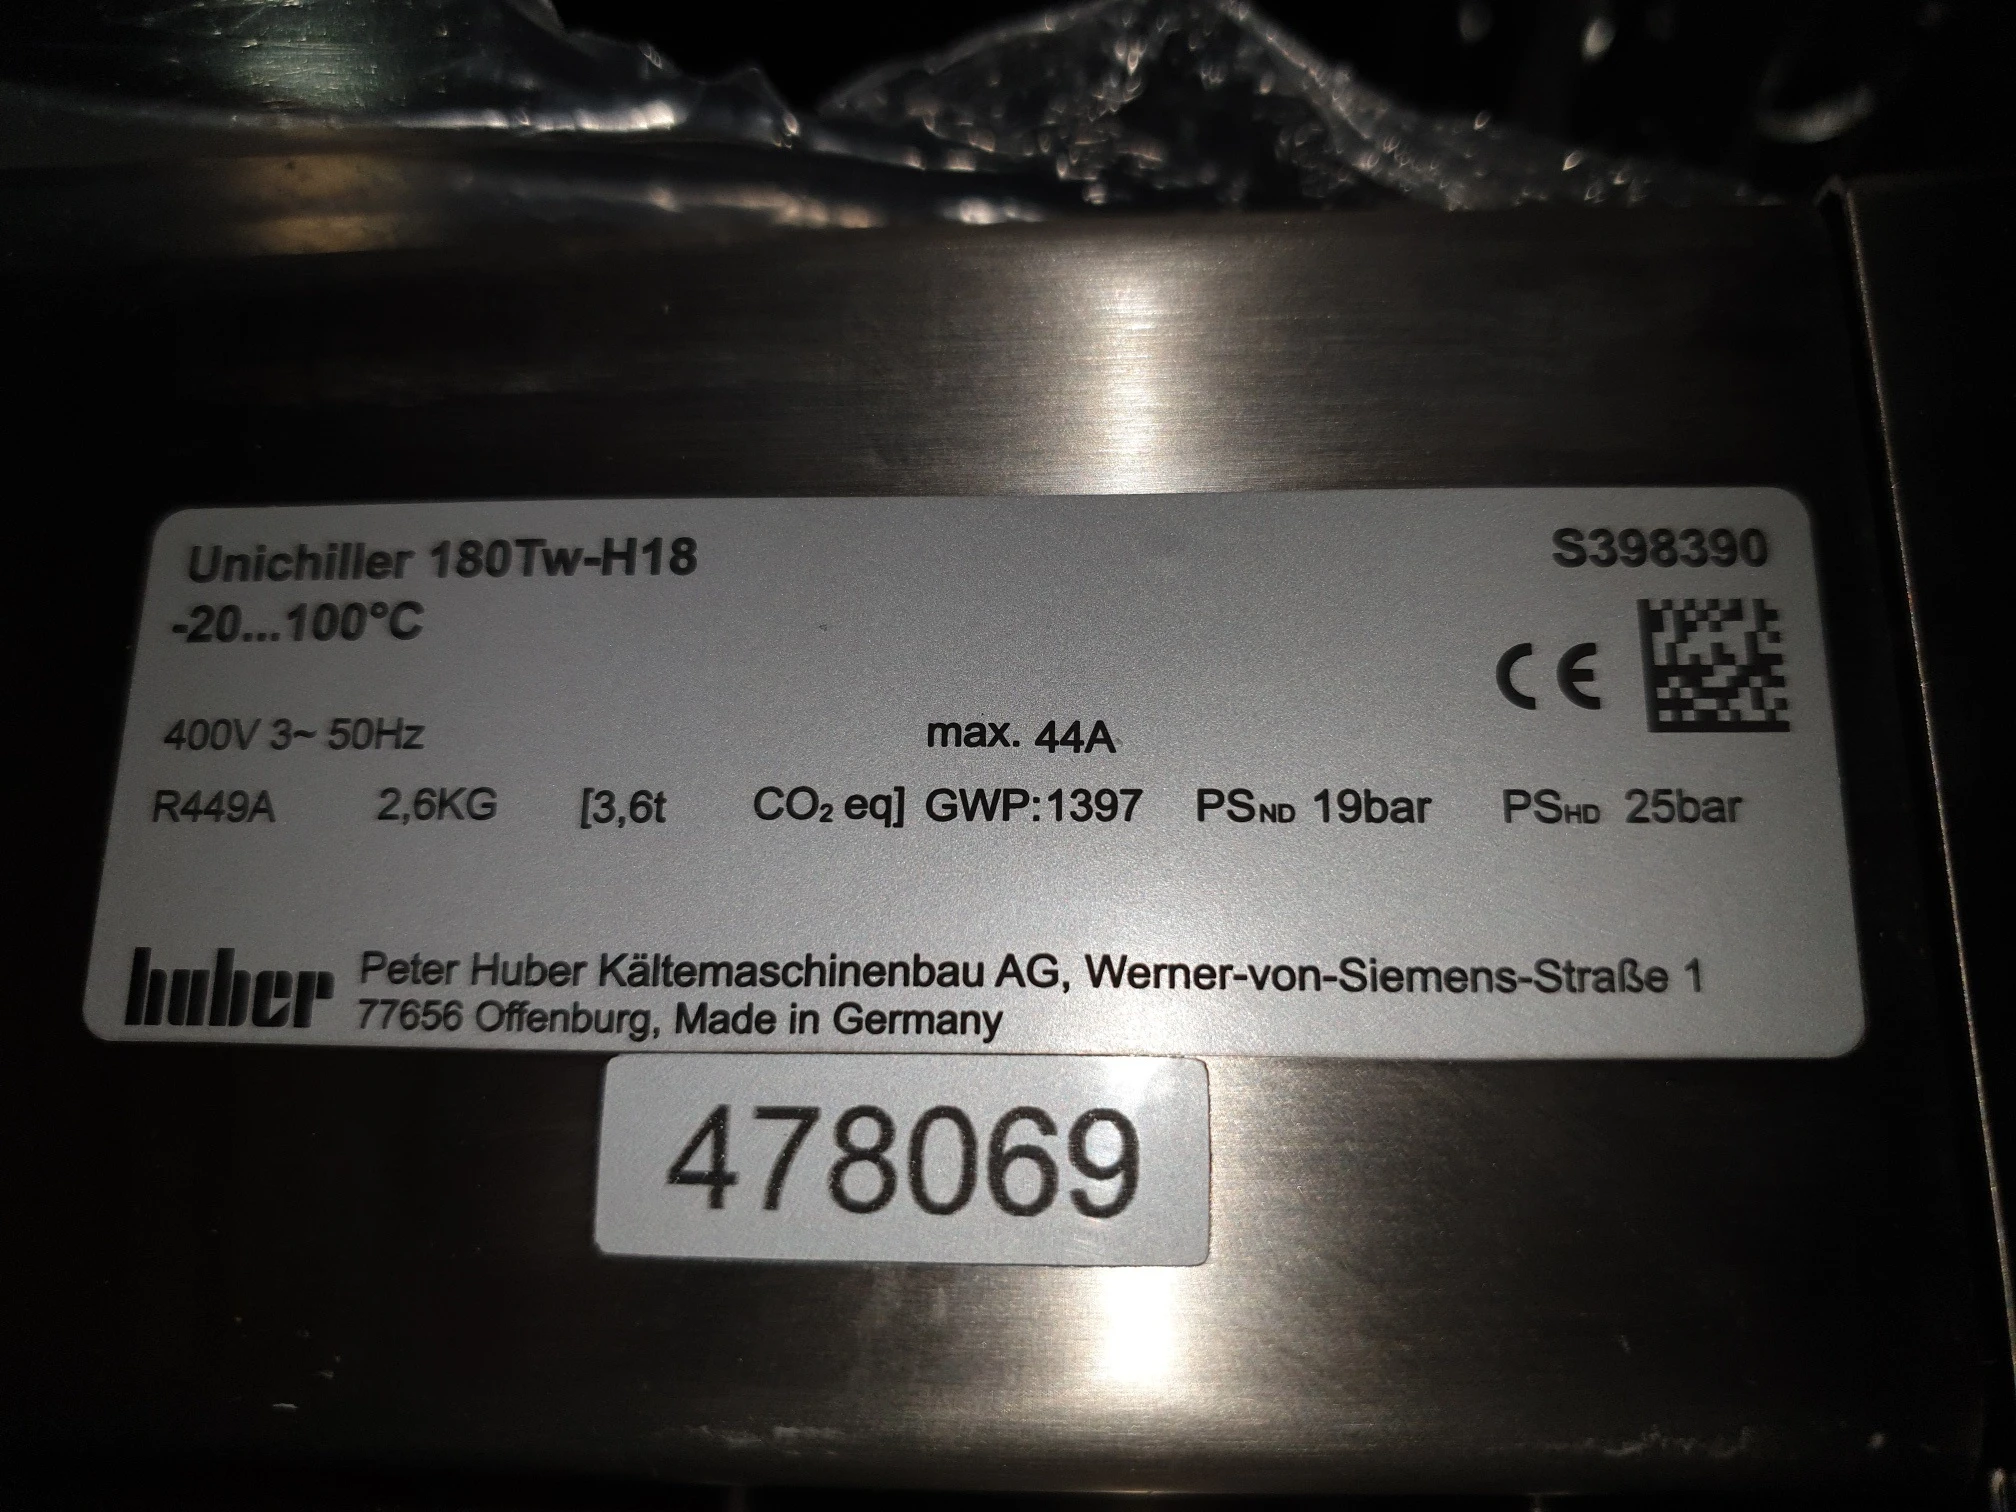 Unichiller 180Tw-H18 S398390
-20...100°C
CE
400V 3~ 50Hz max. 44A
R449A 2,6KG [3,6t CO₂ eq] GWP:1397 PSND 19bar PSHD 25bar
huber Peter Huber Kältemaschinenbau AG, Werner-von-Siemens-Straße 1
77656 Offenburg, Made in Germany
478069